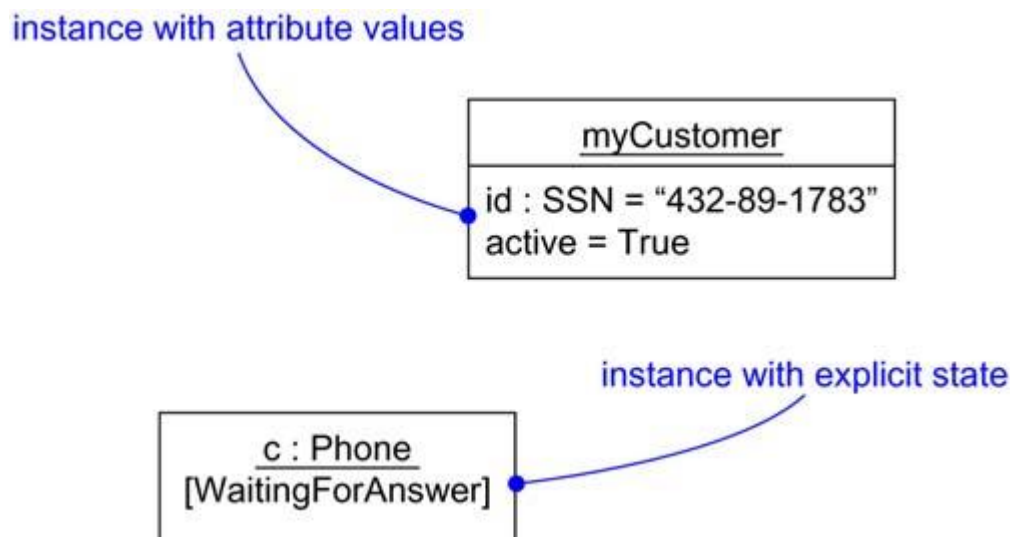 instance with attribute values
myCustomer
id : SSN = “432-89-1783”
active = True
instance with explicit state
c : Phone
[WaitingForAnswer]